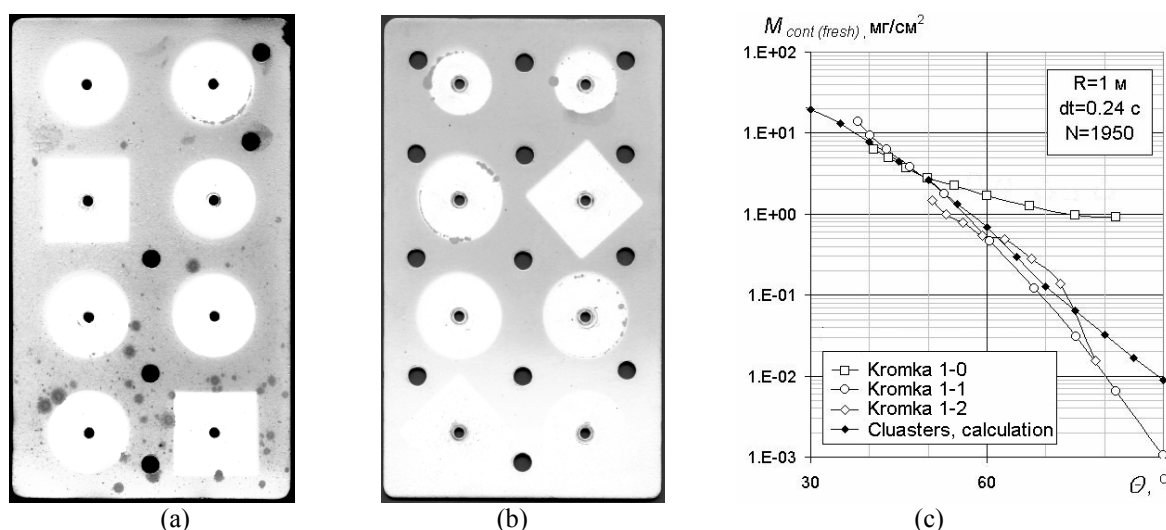 M cont (fresh) , мг/см²
1.E+02
1.E+01
1.E+00
1.E-01
1.E-02
1.E-03
R=1 м
dt=0.24 с
N=1950
Kromka 1-0
Kromka 1-1
Kromka 1-2
Cluasters, calculation
30 60 Θ, °
(a) (b) (c)